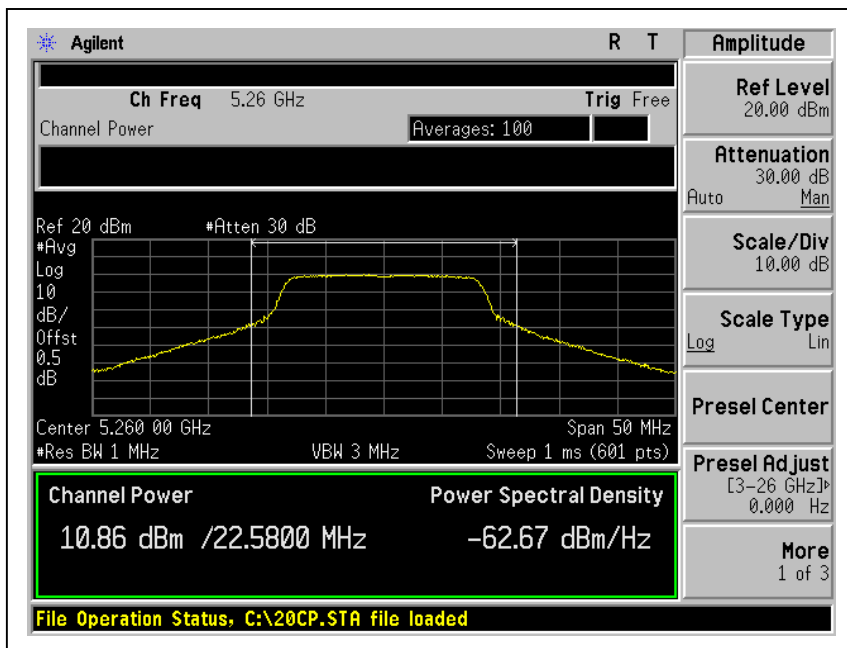 Agilent R T
Ch Freq 5.26 GHz Trig Free
Channel Power Averages: 100
Ref 20 dBm #Atten 30 dB
#Avg
Log
10
dB/
Offst
0.5
dB
Center 5.260 00 GHz Span 50 MHz
#Res BW 1 MHz VBW 3 MHz Sweep 1 ms (601 pts)
Channel Power Power Spectral Density
10.86 dBm /22.5800 MHz -62.67 dBm/Hz
File Operation Status, C:\20CP.STA file loaded
Amplitude
Ref Level
20.00 dBm
Attenuation
30.00 dB
Auto Man
Scale/Div
10.00 dB
Scale Type
Log Lin
Presel Center
Presel Adjust
[3-26 GHz]
0.000 Hz
More
1 of 3